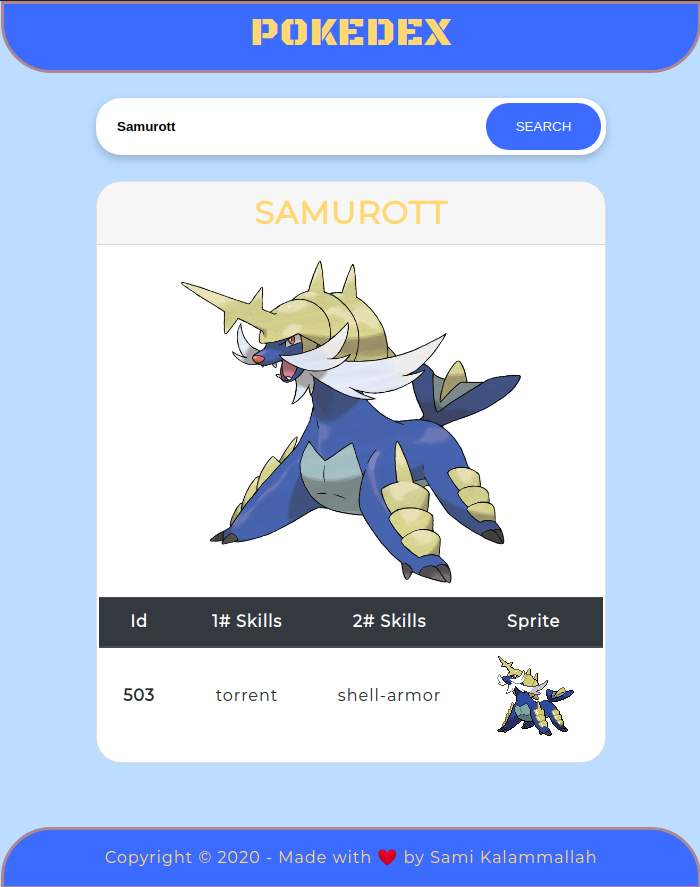 POKEDEX
Samurott SEARCH
SAMUROTT
Id 1# Skills 2# Skills Sprite
503 torrent shell-armor
Copyright © 2020 - Made with ❤️ by Sami Kalammallah